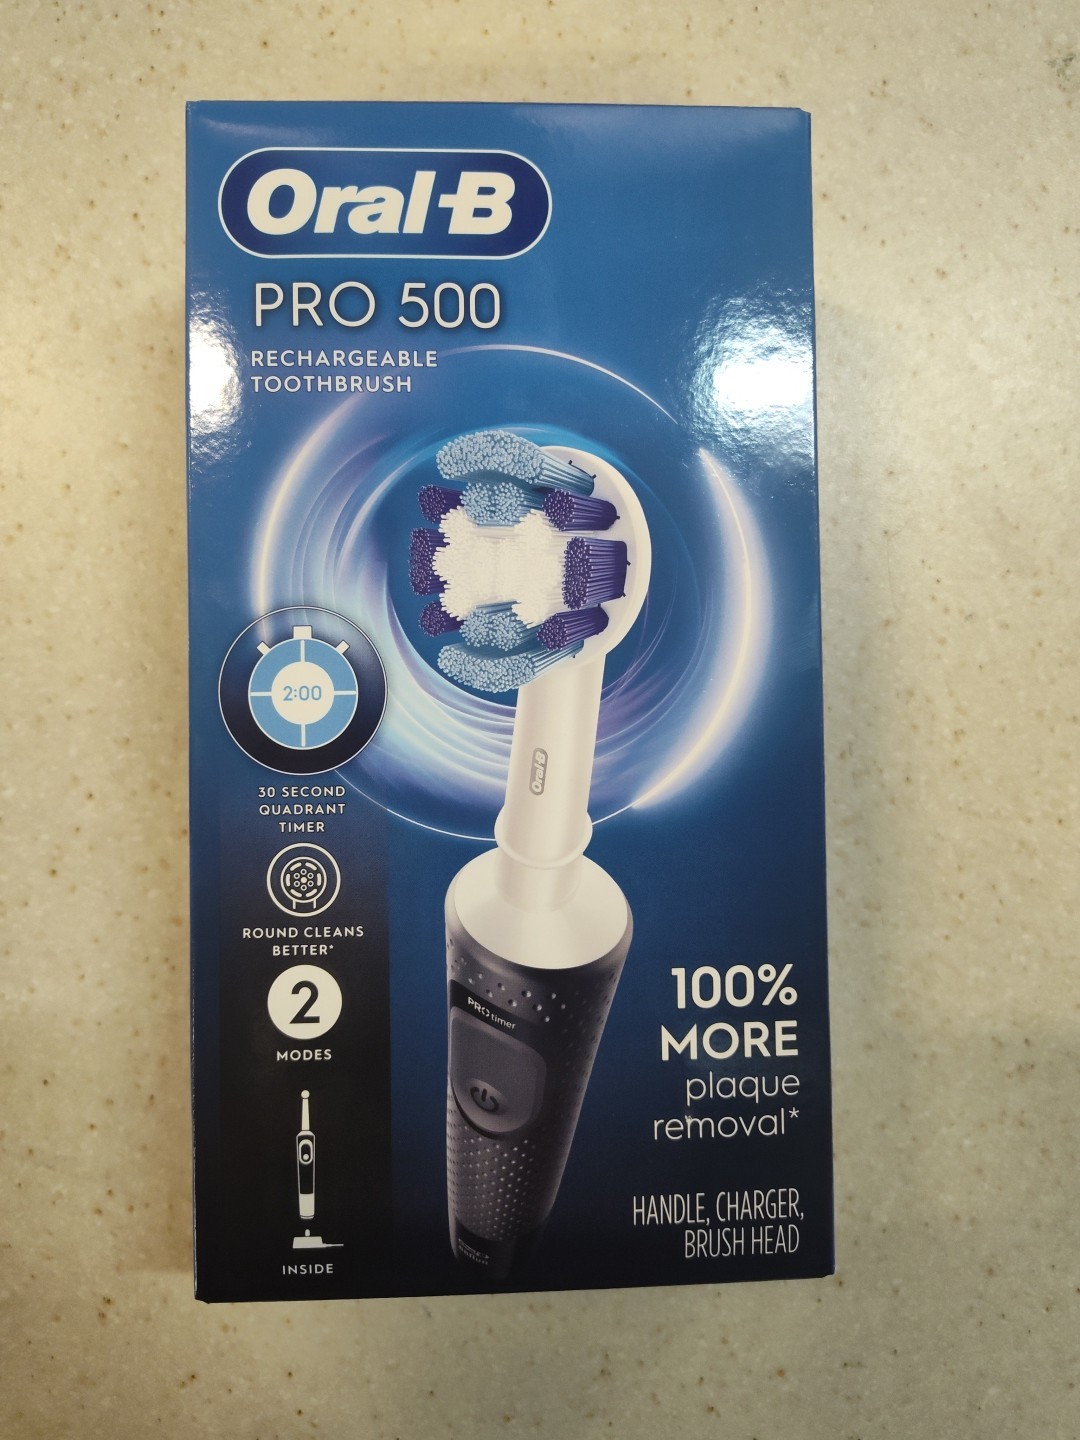 Oral-B
PRO 500
RECHARGEABLE
TOOTHBRUSH
2:00
30 SECOND
QUADRANT
TIMER
ROUND CLEANS
BETTER*
2
MODES
INSIDE
Oral-B
PRO timer
100%
MORE
plaque
removal*
HANDLE, CHARGER,
BRUSH HEAD